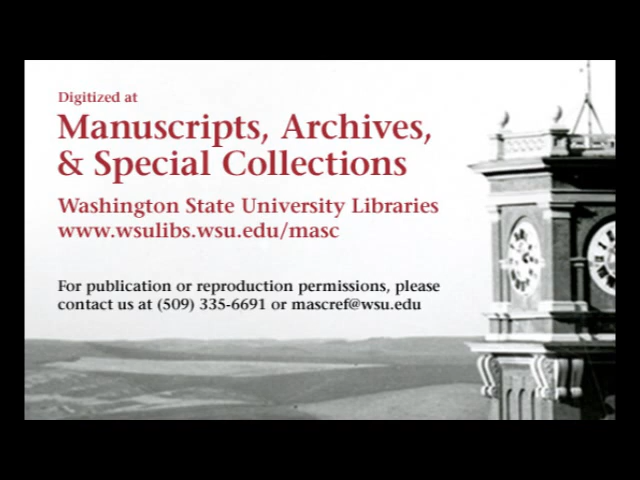 Digitized at
Manuscripts, Archives,
& Special Collections
Washington State University Libraries
www.wsulibs.wsu.edu/masc
For publication or reproduction permissions, please
contact us at (509) 335-6691 or mascref@wsu.edu